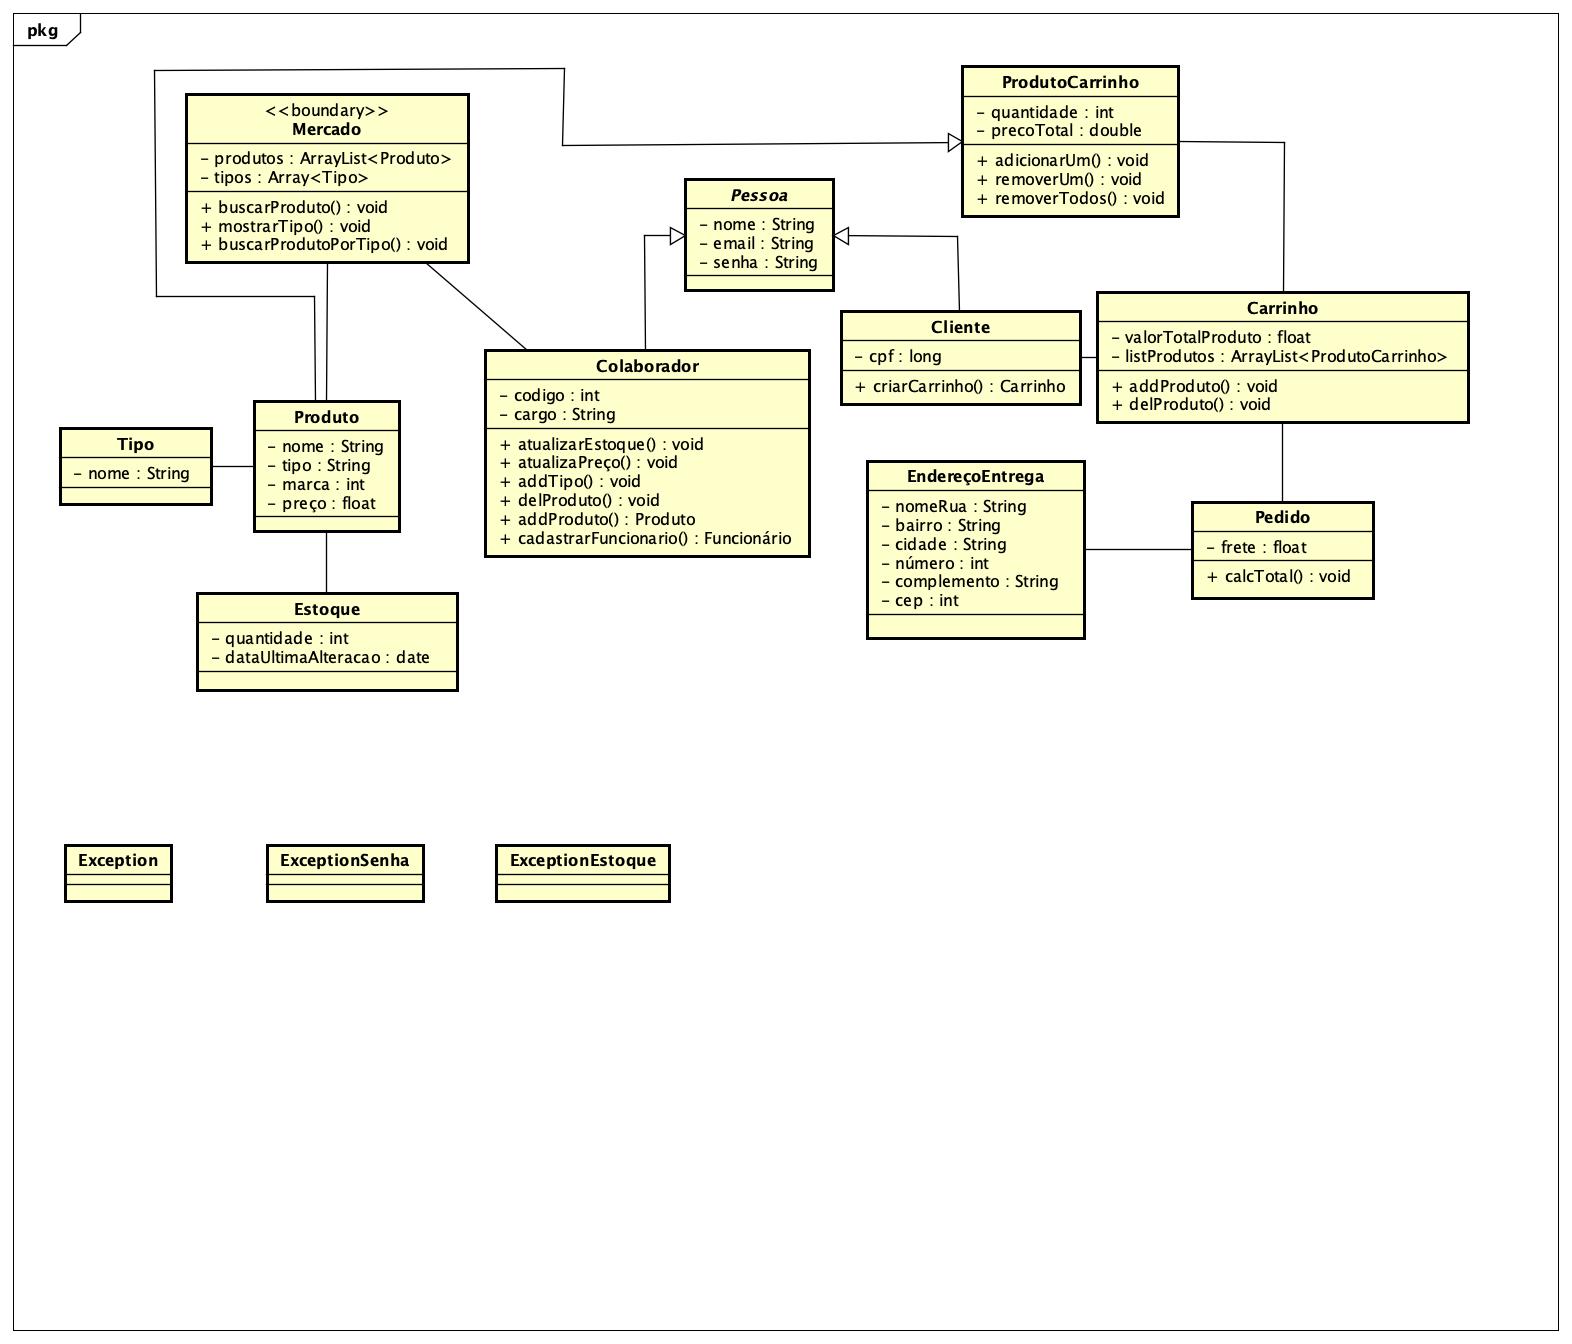 pkg
<<boundary>>
Mercado
– produtos : ArrayList<Produto>
– tipos : Array<Tipo>
+ buscarProduto() : void
+ mostrarTipo() : void
+ buscarProdutoPorTipo() : void
ProdutoCarrinho
– quantidade : int
– precoTotal : double
+ adicionarUm() : void
+ removerUm() : void
+ removerTodos() : void
Pessoa
– nome : String
– email : String
– senha : String
Cliente
– cpf : long
+ criarCarrinho() : Carrinho
Carrinho
– valorTotalProduto : float
– listProdutos : ArrayList<ProdutoCarrinho>
+ addProduto() : void
+ delProduto() : void
Colaborador
– codigo : int
– cargo : String
+ atualizarEstoque() : void
+ atualizaPreço() : void
+ addTipo() : void
+ delProduto() : void
+ addProduto() : Produto
+ cadastrarFuncionario() : Funcionário
Tipo
– nome : String
Produto
– nome : String
– tipo : String
– marca : int
– preço : float
EndereçoEntrega
– nomeRua : String
– bairro : String
– cidade : String
– número : int
– complemento : String
– cep : int
Pedido
– frete : float
+ calcTotal() : void
Estoque
– quantidade : int
– dataUltimaAlteracao : date
Exception
ExceptionSenha
ExceptionEstoque